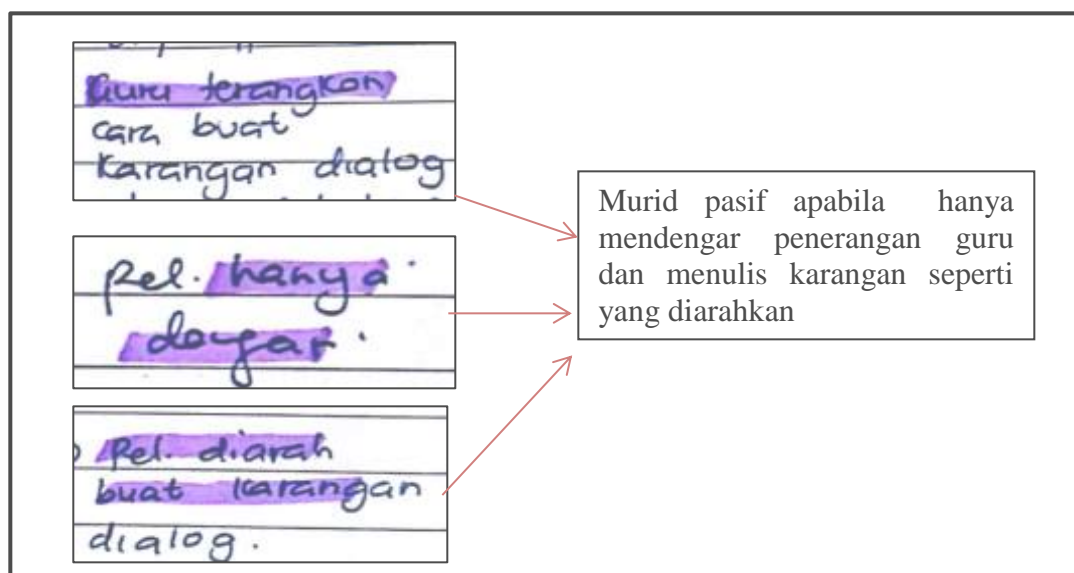 Guru terangkan
cara buat
Karangan dialog
Pel. hanya
dengar.
Pel. diarah
buat karangan
dialog.
Murid pasif apabila hanya
mendengar penerangan guru
dan menulis karangan seperti
yang diarahkan